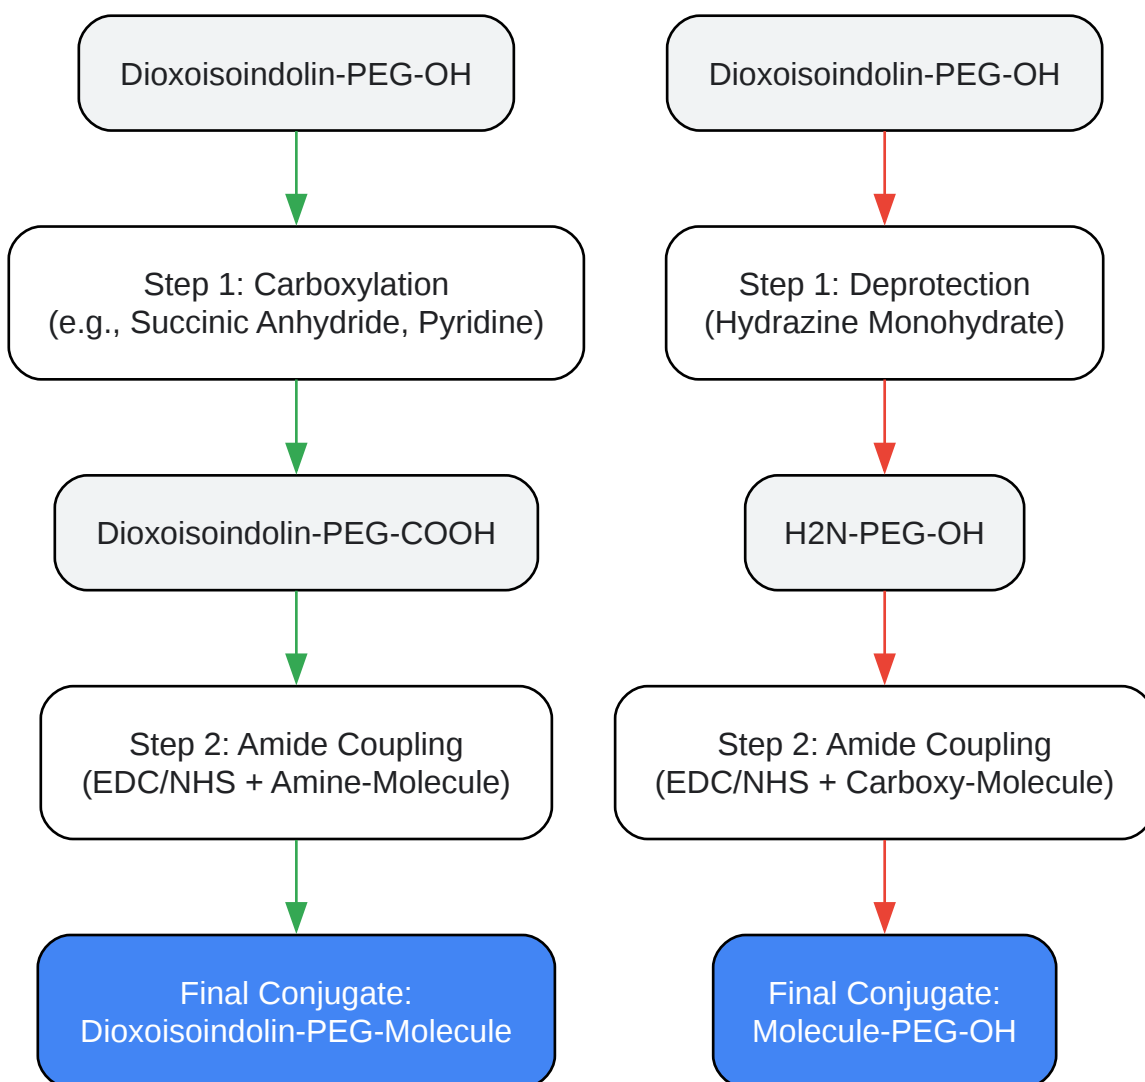 Dioxoisoindolin-PEG-OH
Step 1: Carboxylation
(e.g., Succinic Anhydride, Pyridine)
Dioxoisoindolin-PEG-COOH
Step 2: Amide Coupling
(EDC/NHS + Amine-Molecule)
Final Conjugate:
Dioxoisoindolin-PEG-Molecule
Dioxoisoindolin-PEG-OH
Step 1: Deprotection
(Hydrazine Monohydrate)
H2N-PEG-OH
Step 2: Amide Coupling
(EDC/NHS + Carboxy-Molecule)
Final Conjugate:
Molecule-PEG-OH